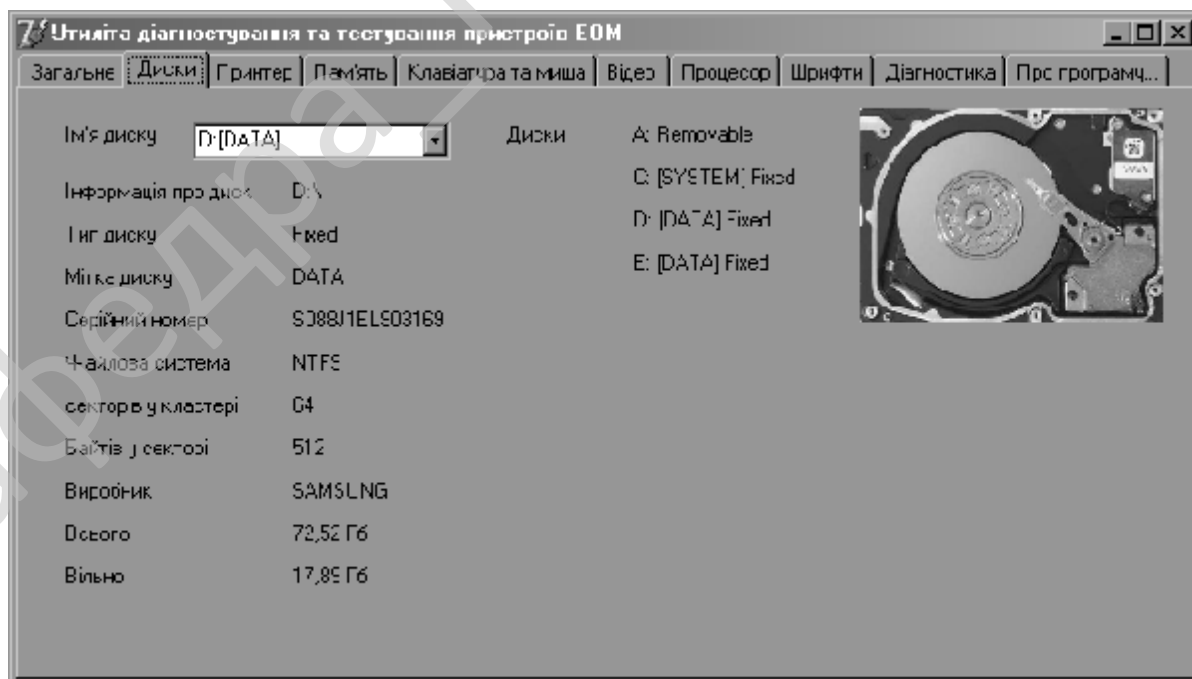 Утиліта діагностування та тестування пристроїв ЕОМ
Загальне Диски Принтер Пам'ять Клавіатура та миша Відео Процесор Шрифти Діагностика Про програму...
Ім'я диску D:[DATA] Диски A: Removable
C: [SYSTEM] Fixed
Інформація про диск D:\
D: [DATA] Fixed
Тип диску Fixed
E: [DATA] Fixed
Мітка диску DATA
Серійний номер
Файлова система NTFS
Секторів у кластері 64
Байтів у секторі 512
Виробник SAMSUNG
Всього 72,52 Гб
Вільно Гб
федра_